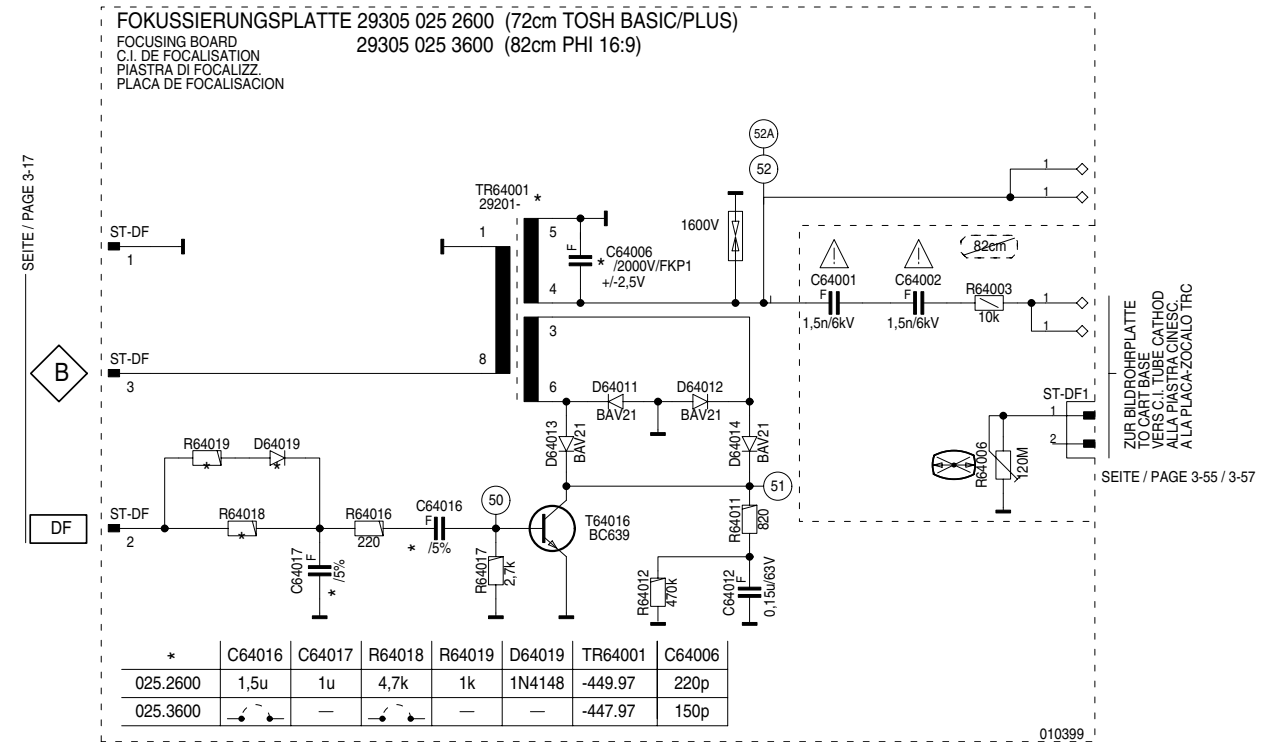 FOKUSSIERUNGSPLATTE 29305 025 2600 (72cm TOSH BASIC/PLUS)
FOCUSING BOARD
29305 025 3600 (82cm PHI 16:9)
C.I. DE FOCALISATION
PIASTRA DI FOCALIZZ.
PLACA DE FOCALISACION
SEITE / PAGE 3-17
52A
52
1
1
TR64001 *
29201-
ST-DF
1
1
5
F
C64006
* /2000V/FKP1
+/-2,5V
4
1600V
82cm
C64001
F
1,5n/6kV
C64002
F
1,5n/6kV
R64003
10k
1
1
B
ST-DF
3
8
3
6
D64011
BAV21
D64012
BAV21
D64013
BAV21
D64014
BAV21
ST-DF1
1
2
R64006
120M
ZUR BILDROHRPLATTE
TO CART BASE
VERS C.I. TUBE CATHOD
ALLA PIASTRA CINESC.
A LA PLACA-ZOCALO TRC
SEITE / PAGE 3-55 / 3-57
R64019
*
D64019
*
DF
ST-DF
2
R64018
*
R64016
220
C64016
F
* /5%
50
51
T64016
BC639
C64017
F
/5%
*
R64017
2,7k
R64011
820
R64012
470k
C64012
F
0,15u/63V
* C64016 C64017 R64018 R64019 D64019 TR64001 C64006
025.2600 1,5u 1u 4,7k 1k 1N4148 -449.97 220p
025.3600 — — — -447.97 150p
010399